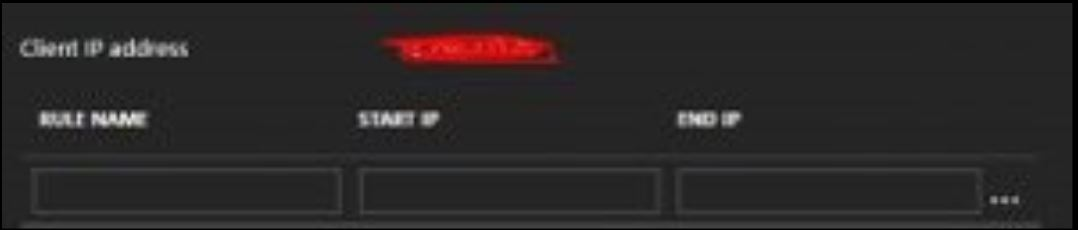 Client IP address
RULE NAME START IP END IP
...